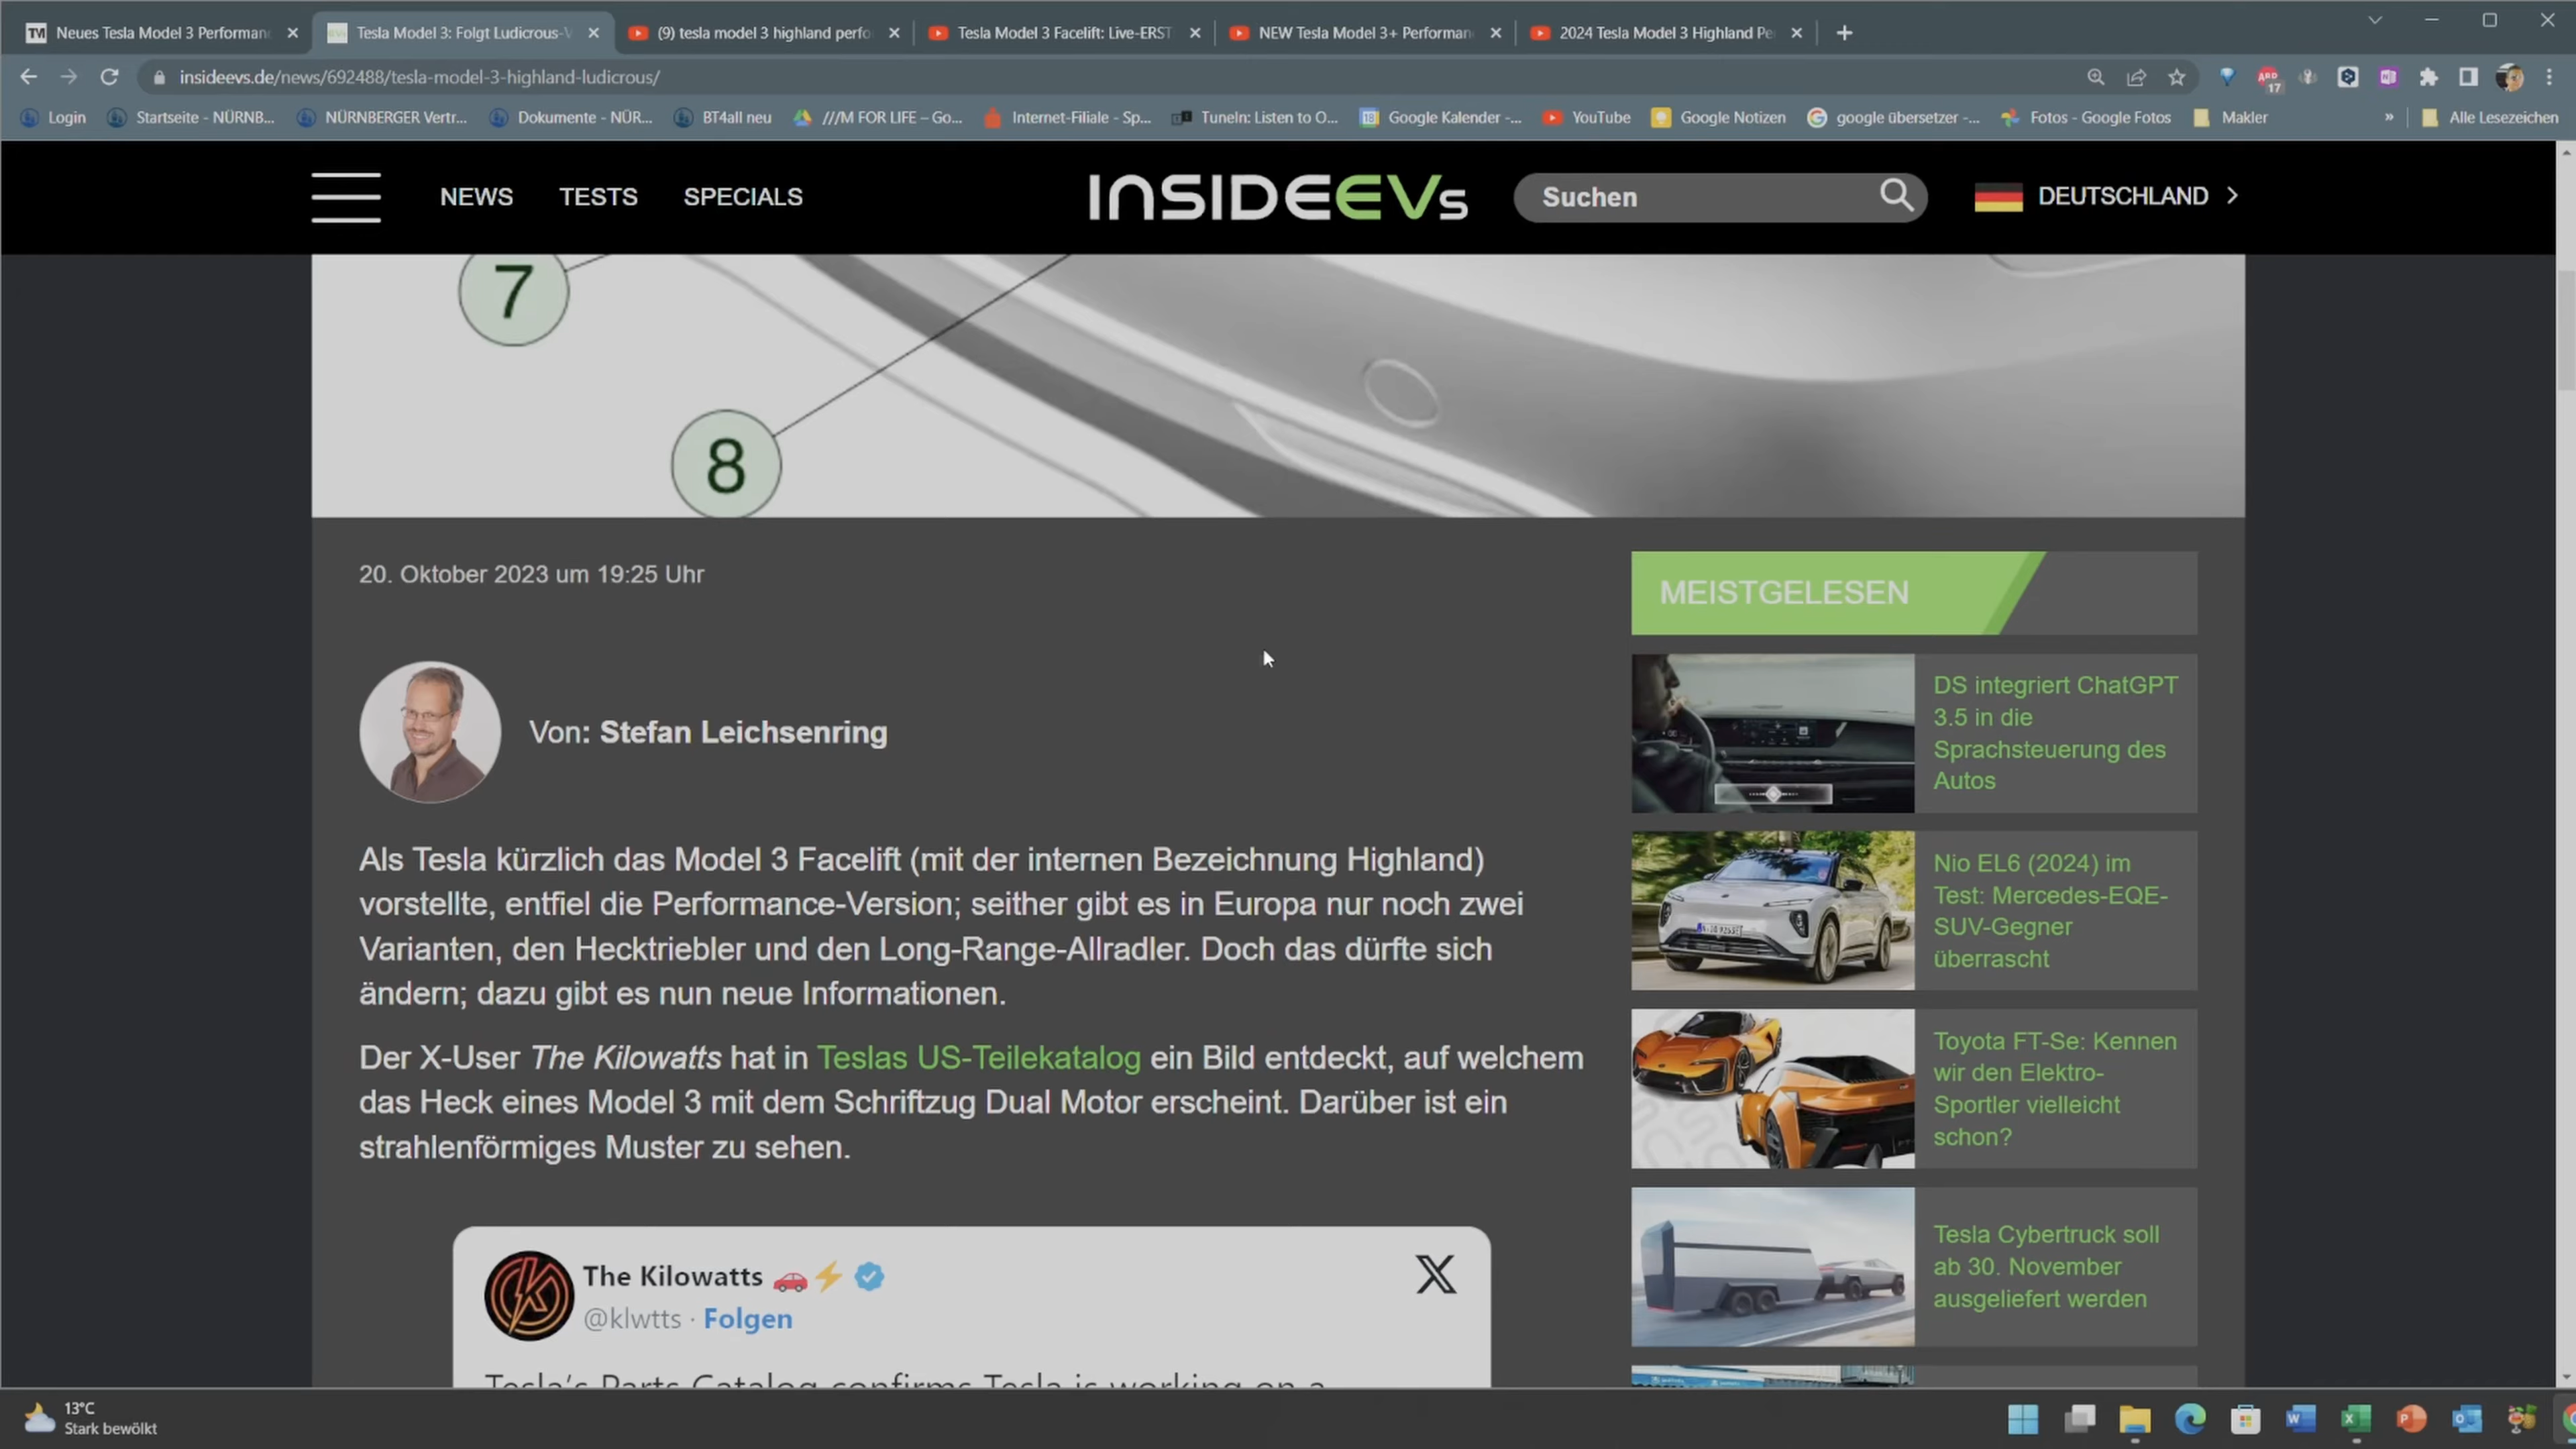 Neues Tesla Model 3 Performan
Tesla Model 3: Folgt Ludicrous-V
(9) tesla model 3 highland perfo
Tesla Model 3 Facelift: Live-ERST
NEW Tesla Model 3+ Performan
2024 Tesla Model 3 Highland Pe
insideevs.de/news/692488/tesla-model-3-highland-ludicrous/
ABP
17
Login
Startseite - NÜRNB...
NÜRNBERGER Vertr...
Dokumente - NÜR...
BT4all neu
///M FOR LIFE – Go...
Internet-Filiale - Sp...
TuneIn: Listen to O...
Google Kalender -...
YouTube
Google Notizen
google übersetzer -...
Fotos - Google Fotos
Makler
»
Alle Lesezeichen
NEWS
TESTS
SPECIALS
INSIDEEVs
Suchen
DEUTSCHLAND
7
8
20. Oktober 2023 um 19:25 Uhr
Von: Stefan Leichsenring
Als Tesla kürzlich das Model 3 Facelift (mit der internen Bezeichnung Highland)
vorstellte, entfiel die Performance-Version; seither gibt es in Europa nur noch zwei
Varianten, den Hecktriebler und den Long-Range-Allradler. Doch das dürfte sich
ändern; dazu gibt es nun neue Informationen.
Der X-User The Kilowatts hat in Teslas US-Teilekatalog ein Bild entdeckt, auf welchem
das Heck eines Model 3 mit dem Schriftzug Dual Motor erscheint. Darüber ist ein
strahlenförmiges Muster zu sehen.
The Kilowatts 🚗⚡
@klwtts · Folgen
Tesla's Parts Catalog confirms Tesla is working on a
MEISTGELESEN
DS integriert ChatGPT
3.5 in die
Sprachsteuerung des
Autos
Nio EL6 (2024) im
Test: Mercedes-EQE-
SUV-Gegner
überrascht
Toyota FT-Se: Kennen
wir den Elektro-
Sportler vielleicht
schon?
Tesla Cybertruck soll
ab 30. November
ausgeliefert werden
13°C
Stark bewölkt